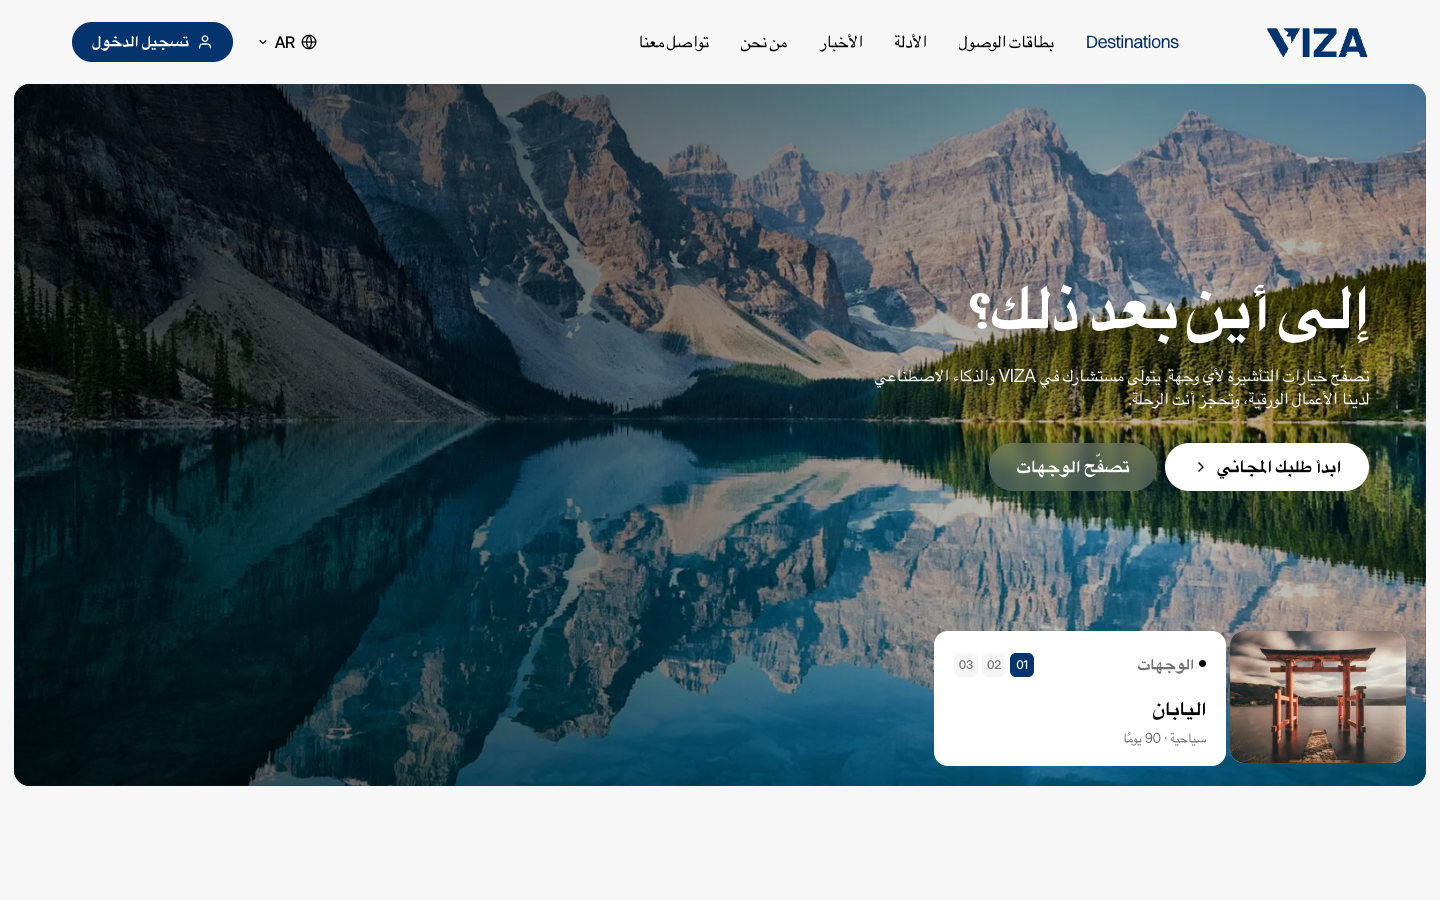 VIZA
Destinations
بطاقات الوصول
الأدلة
الأخبار
من نحن
تواصل معنا
AR
تسجيل الدخول
إلى أين بعد ذلك؟
تصفح خيارات التأشيرة لأي وجهة. يتولى مستشارك في VIZA والذكاء الاصطناعي
لدينا الأعمال الورقية، وتحجز أنت الرحلة.
ابدأ طلبك المجاني
تصفّح الوجهات
الوجهات
01
02
03
اليابان
سياحية · 90 يومًا